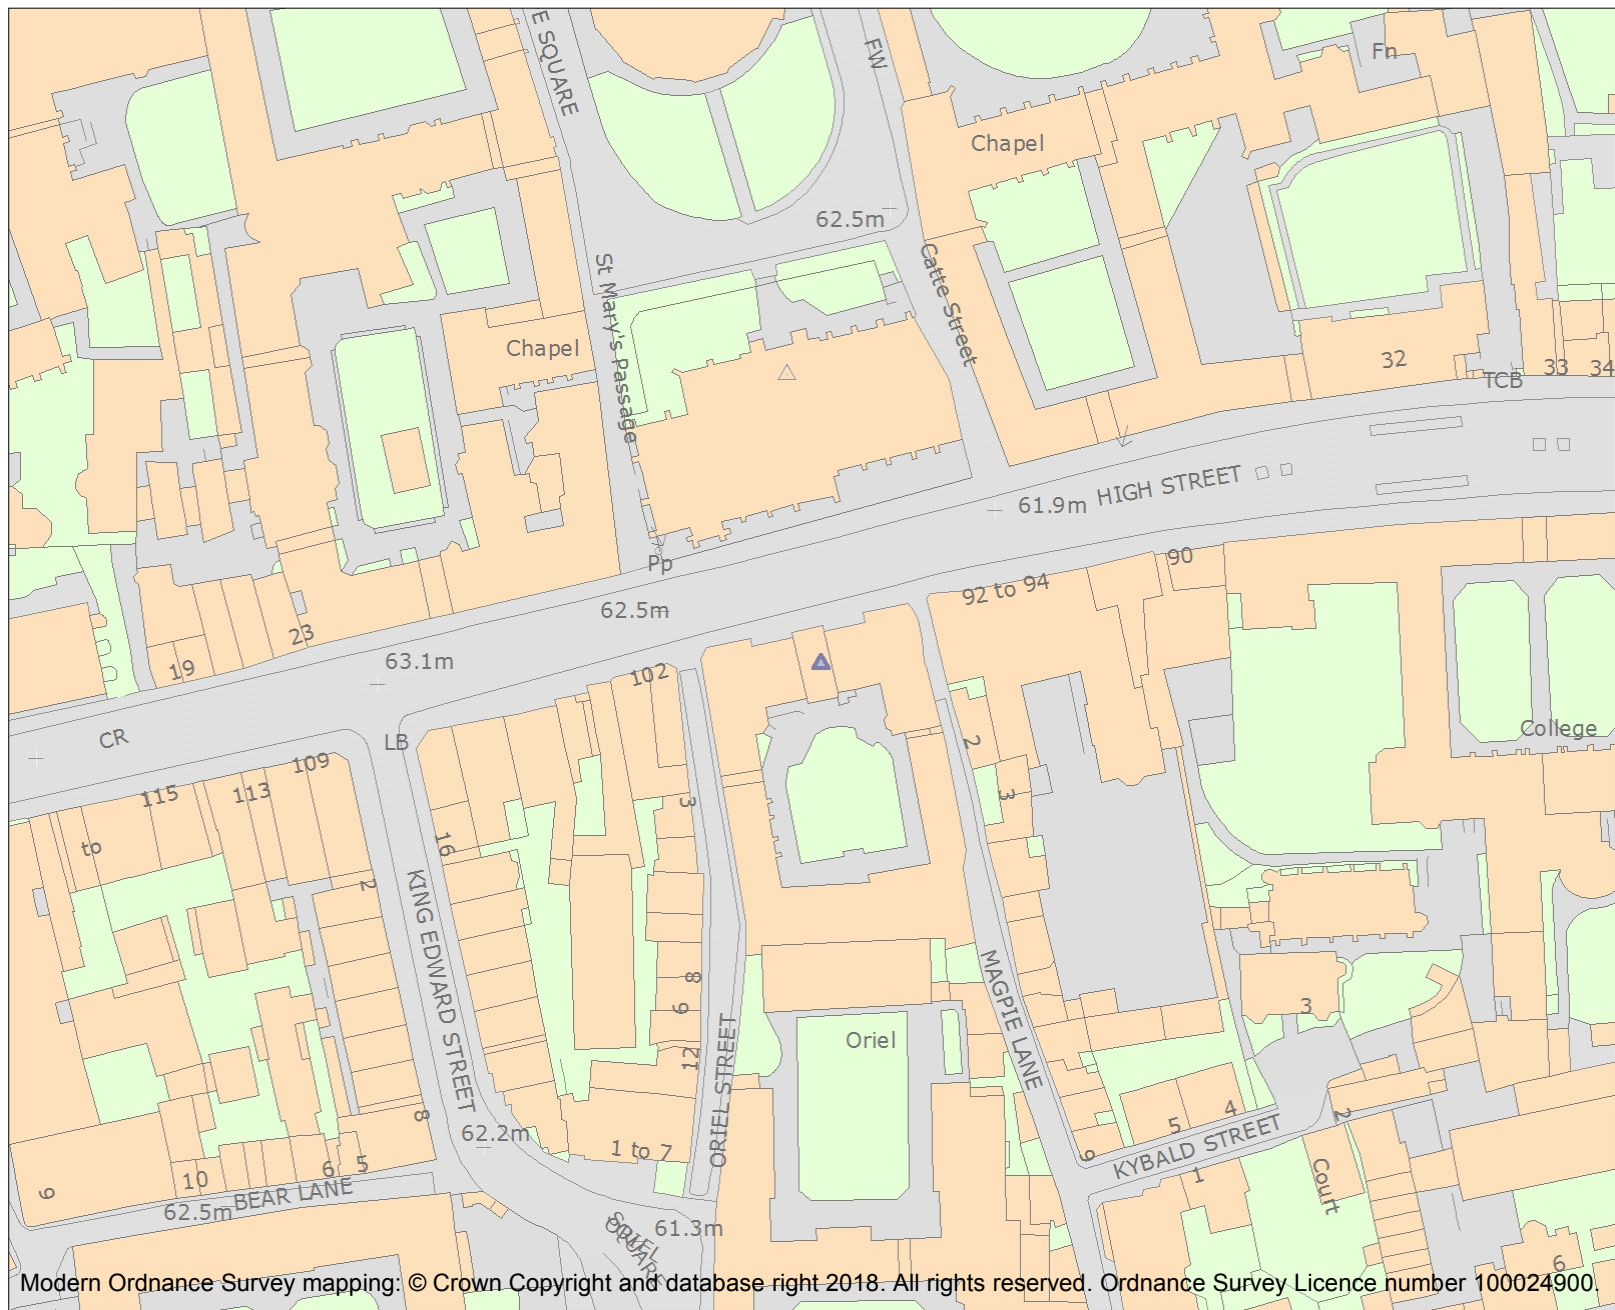 E SQUARE
FW
Fn
Chapel
62.5m
St Mary's Passage
Catte Street
Chapel
32
TCB
33
34
HIGH STREET
61.9m
Pp
62.5m
92 to 94
90
23
19
63.1m
102
CR
LB
109
113
115
to
2
3
College
16
3
2
KING EDWARD STREET
8
9
12
ORIEL STREET
Oriel
MAGPIE LANE
3
8
62.2m
1 to 7
5
4
2
KYBALD STREET
9
1
Court
10
6
5
9
BEAR LANE
62.5m
ORIEL
SQUARE
61.3m
6
Modern Ordnance Survey mapping: © Crown Copyright and database right 2018. All rights reserved. Ordnance Survey Licence number 100024900.